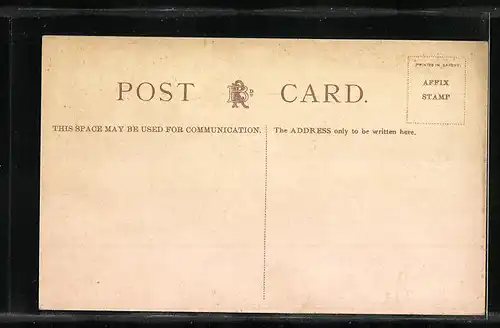 POST CARD.
PRINTED IN SAXONY
AFFIX
STAMP
THIS SPACE MAY BE USED FOR COMMUNICATION.
The ADDRESS only to be written here.